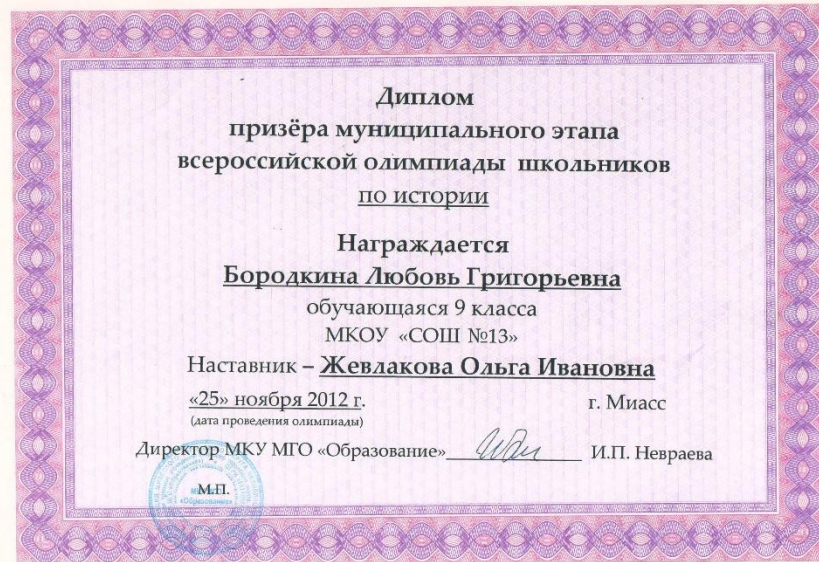 Диплом
призёра муниципального этапа
всероссийской олимпиады школьников
по истории
Награждается
Бородкина Любовь Григорьевна
обучающаяся 9 класса
МКОУ «СОШ №13»
Наставник – Жевлакова Ольга Ивановна
«25» ноября 2012 г. г. Миасс
(дата проведения олимпиады)
Директор МКУ МГО «Образование» И.П. Невраева
М.П.
«Образование»